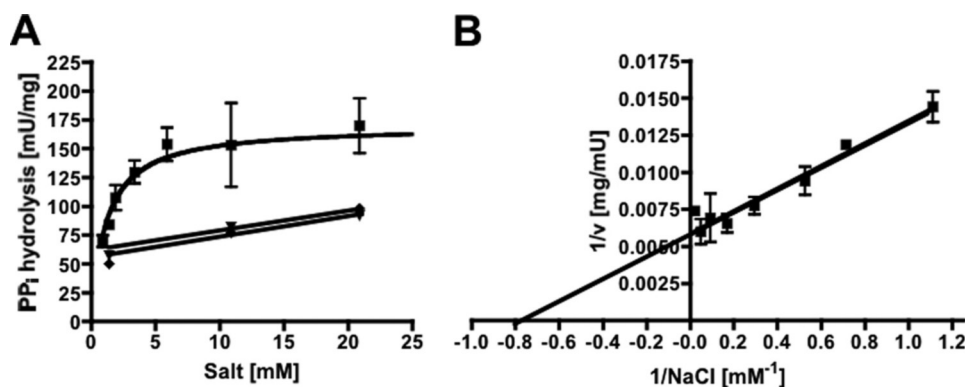 A
PPi hydrolysis [mU/mg]
225
200
175
150
125
100
75
50
25
0
0 5 10 15 20 25
Salt [mM]
B
1/v [mg/mU]
0.0175
0.0150
0.0125
0.0100
0.0075
0.0050
0.0025
-1.0 -0.8 -0.6 -0.4 -0.2 -0.0 0.2 0.4 0.6 0.8 1.0 1.2
1/NaCl [mM⁻¹]